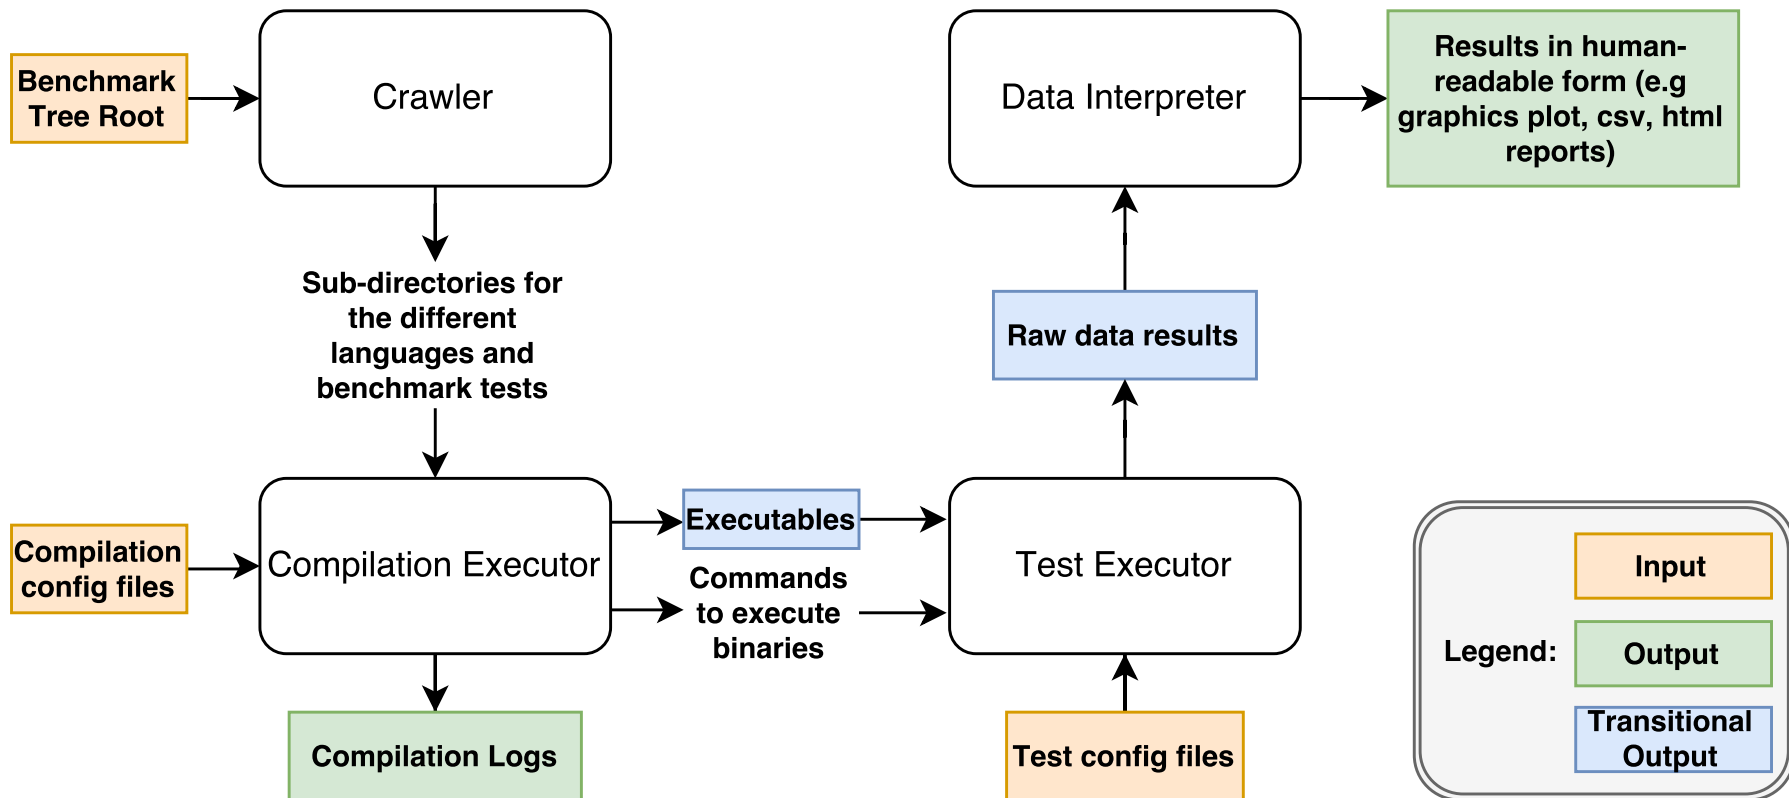 Benchmark
Tree Root
Crawler
Data Interpreter
Results in human-
readable form (e.g
graphics plot, csv, html
reports)
Sub-directories for
the different
languages and
benchmark tests
Raw data results
Compilation
config files
Compilation Executor
Executables
Commands
to execute
binaries
Test Executor
Compilation Logs
Test config files
Legend:
Input
Output
Transitional
Output